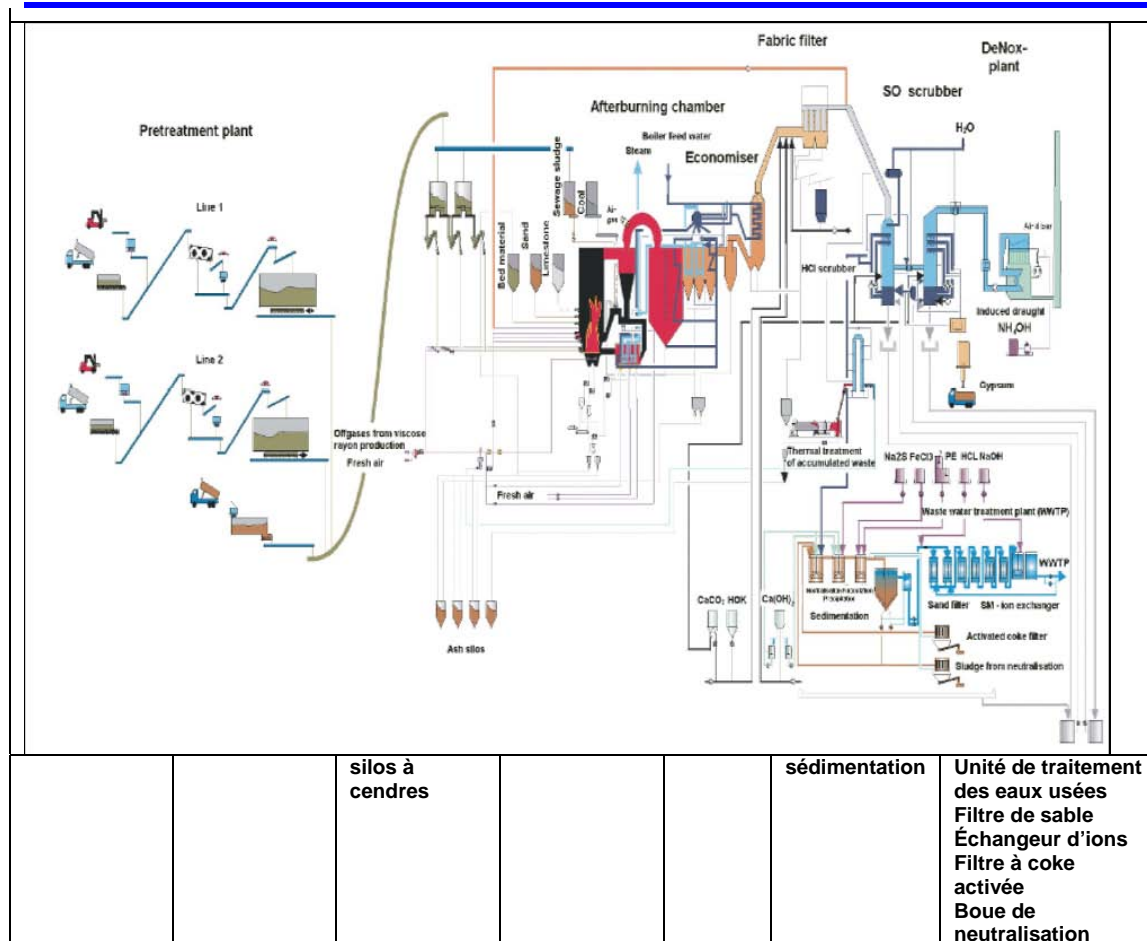 Fabric filter
DeNox-
plant
SO scrubber
Afterburning chamber
H₂O
Pretreatment plant
Boiler feed water
Steam
Economiser
Sewage sludge
Coal
Line 1
Bed material
Sand
Limestone
HCl scrubber
Induced draught
NH₄OH
Line 2
Gypsum
Offgases from viscose
rayon production
Fresh air
Thermal treatment
of accumulated waste
Na2S FeCl3 PE HCL NaOH
Fresh air
Waste water treatment plant (WWTP)
WWTP
CaCO₃ HOK
Ca(OH)₂
Sedimentation
Sand filter
SM - ion exchanger
Activated coke filter
Ash silos
Sludge from neutralisation
silos à
cendres
sédimentation
Unité de traitement
des eaux usées
Filtre de sable
Échangeur d’ions
Filtre à coke
activée
Boue de
neutralisation